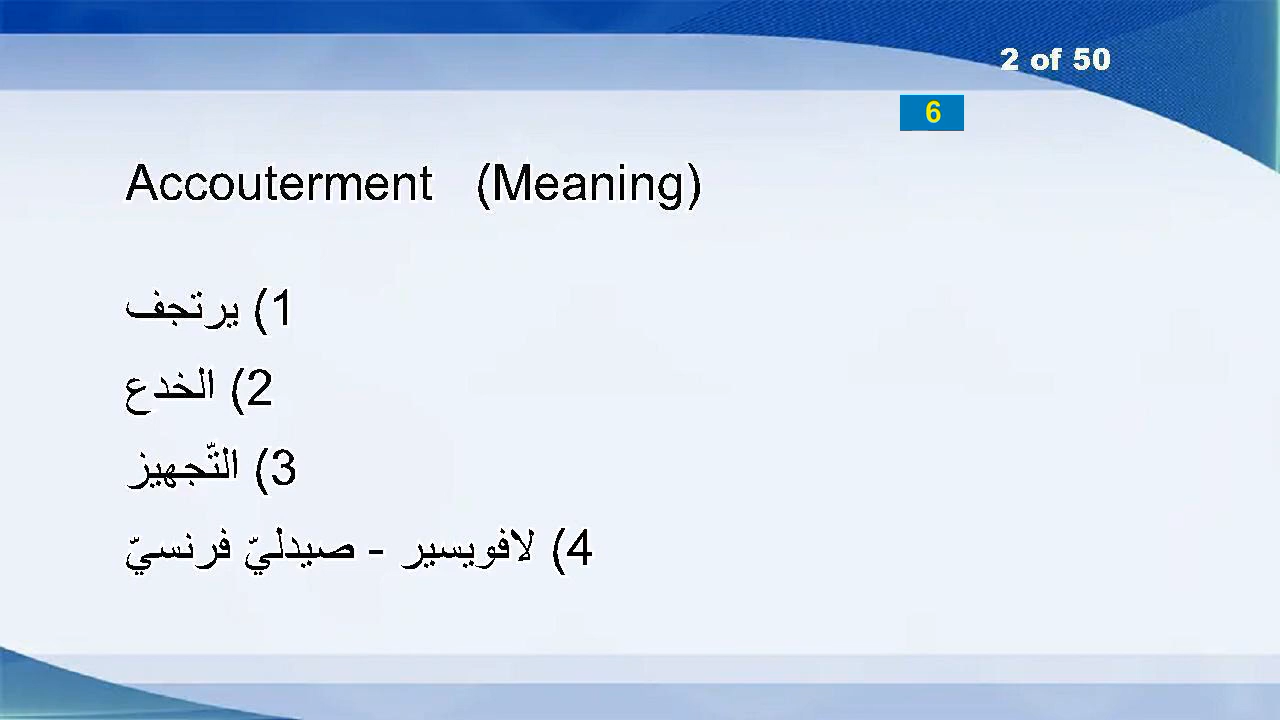 2 of 50
6
Accouterment (Meaning)
1) يرتجف
2) الخدع
3) التّجهيز
4) لافويسير - صيدليّ فرنسيّ